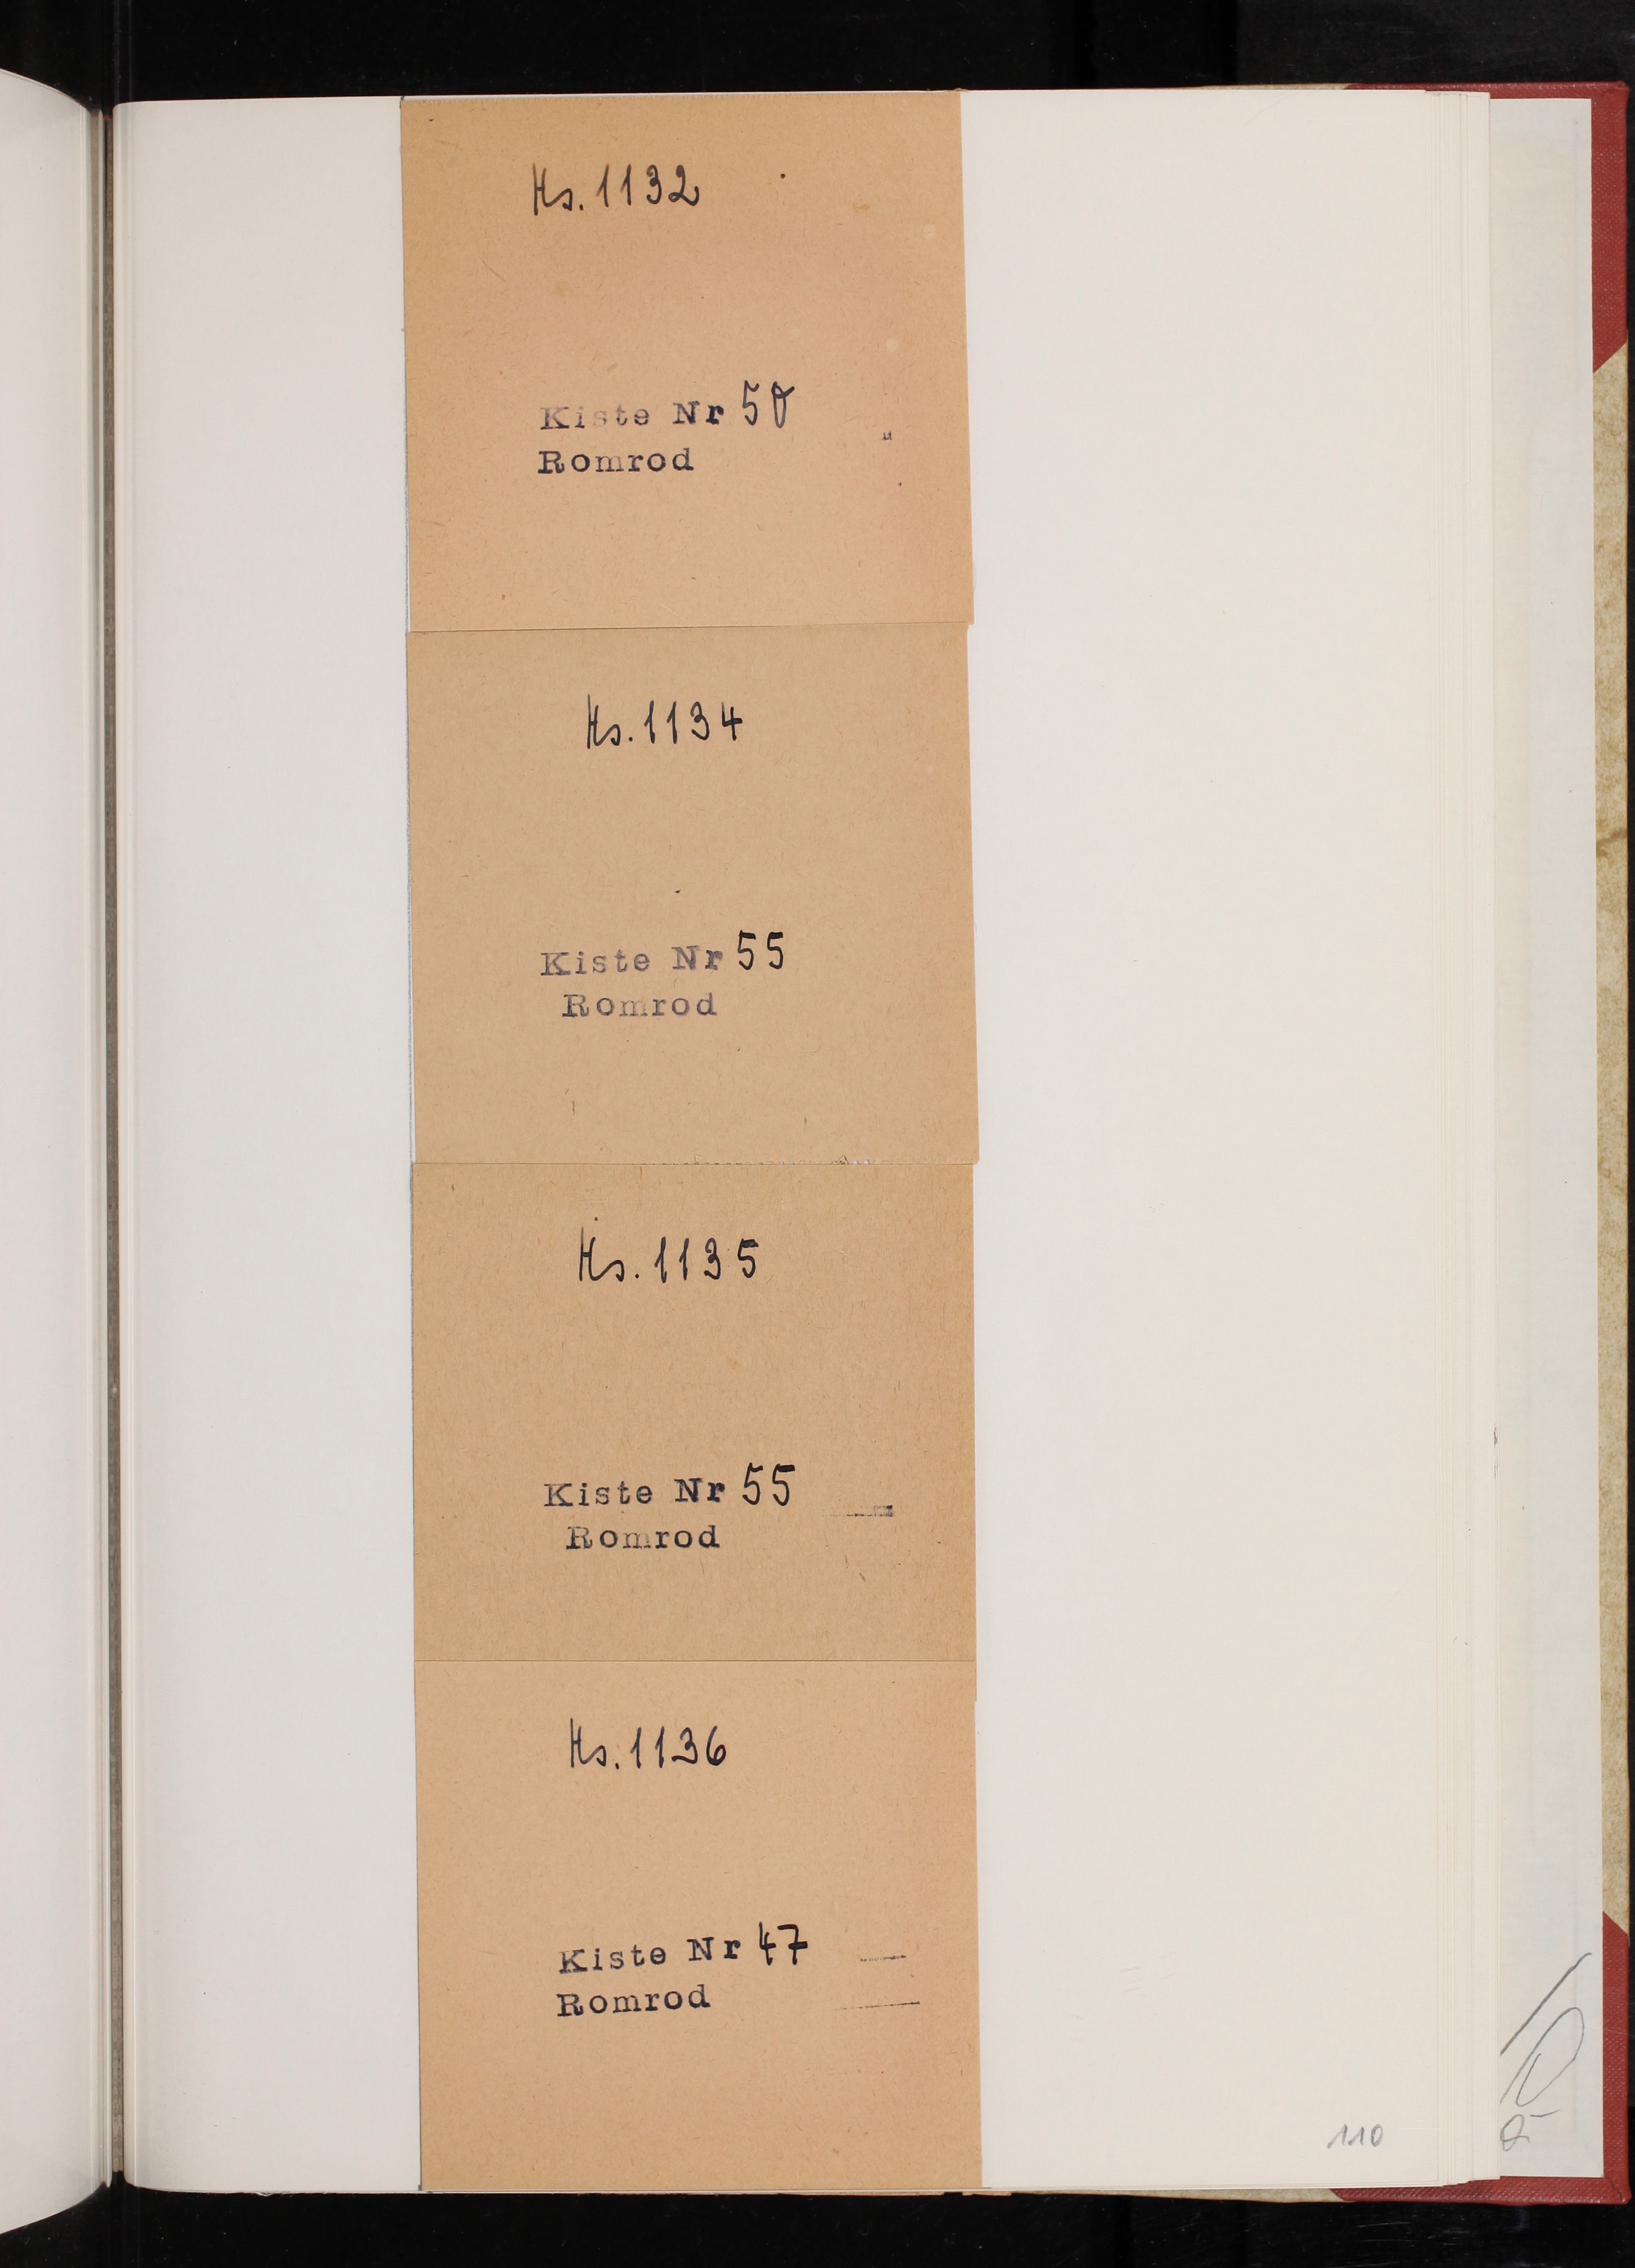 Hs. 1132
Kiste Nr 50
Romrod
Hs. 1134
Kiste Nr 55
Romrod
Hs. 1135
Kiste Nr 55
Romrod
Hs. 1136
Kiste Nr 47
Romrod
110